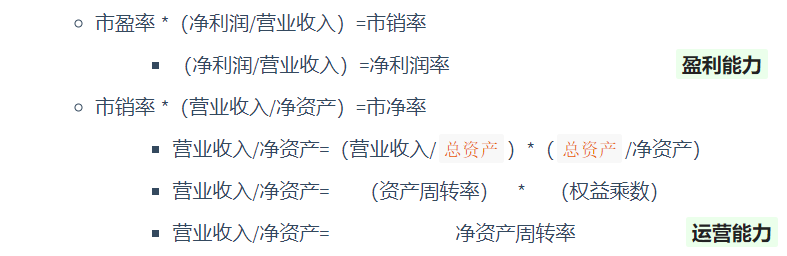 市盈率 *（净利润/营业收入）=市销率
（净利润/营业收入）=净利润率 盈利能力
市销率 *（营业收入/净资产）=市净率
营业收入/净资产=（营业收入/ 总资产 ）*（ 总资产 /净资产）
营业收入/净资产= （资产周转率） * （权益乘数）
营业收入/净资产= 净资产周转率 运营能力